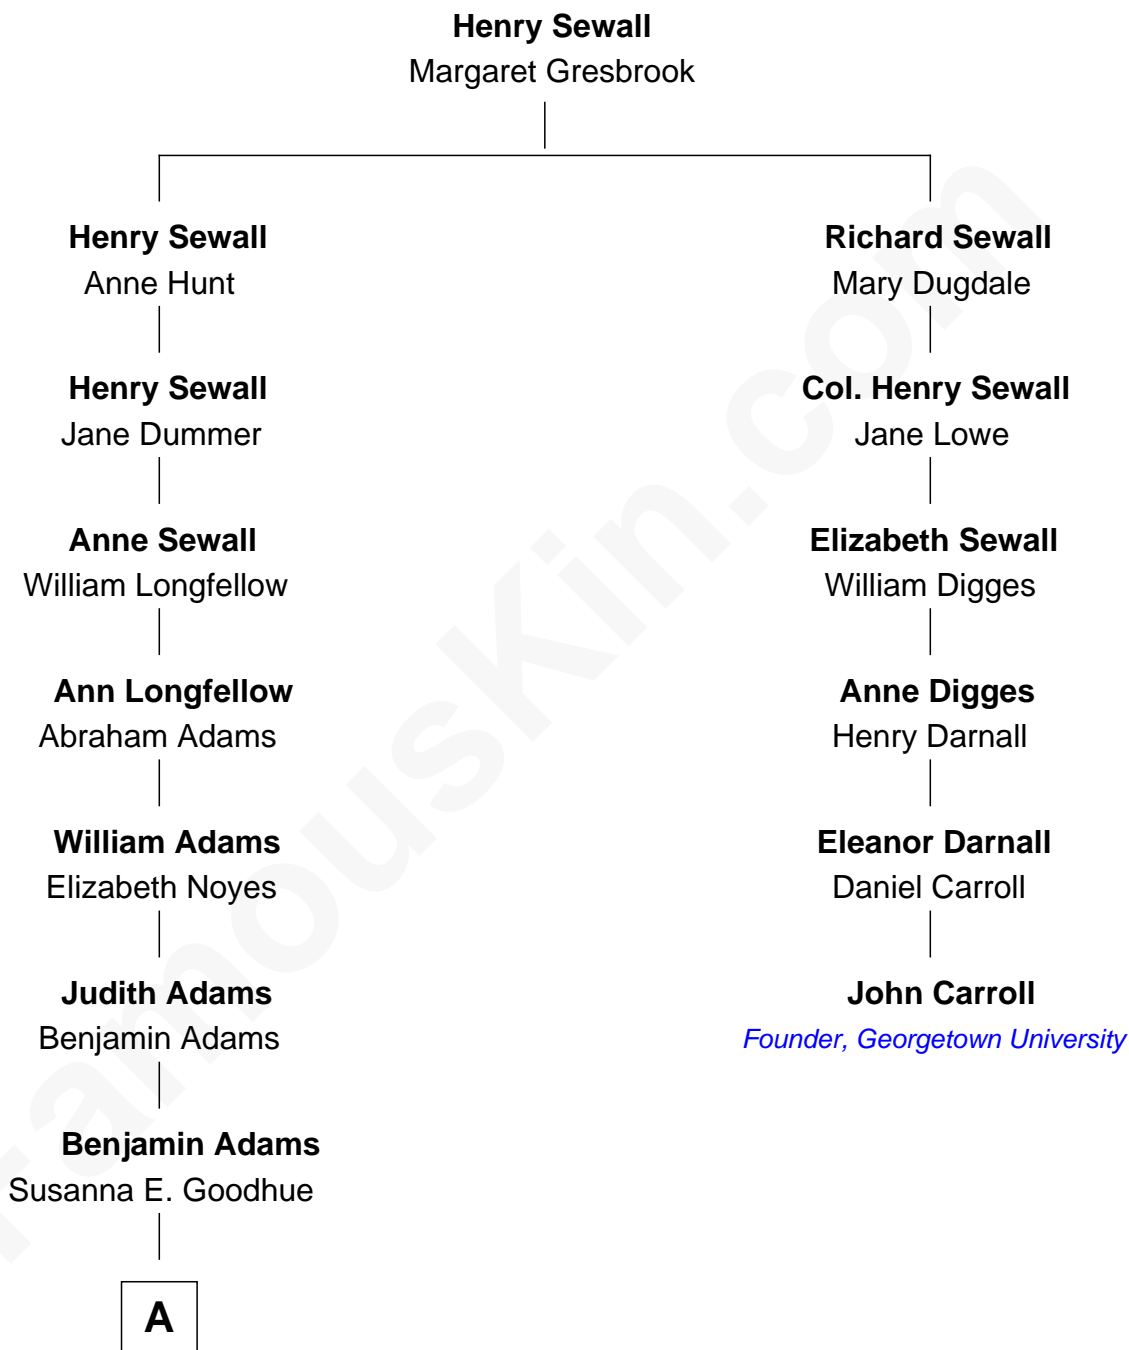 Henry Sewall
Margaret Gresbrook
Henry Sewall
Anne Hunt
Richard Sewall
Mary Dugdale
Henry Sewall
Jane Dummer
Col. Henry Sewall
Jane Lowe
Anne Sewall
William Longfellow
Elizabeth Sewall
William Digges
Ann Longfellow
Abraham Adams
Anne Digges
Henry Darnall
William Adams
Elizabeth Noyes
Eleanor Darnall
Daniel Carroll
Judith Adams
Benjamin Adams
John Carroll
Founder, Georgetown University
Benjamin Adams
Susanna E. Goodhue
A
FamousKin.com